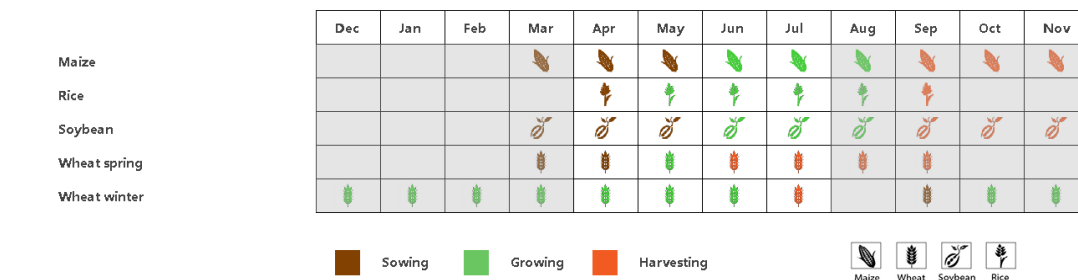 Dec Jan Feb Mar Apr May Jun Jul Aug Sep Oct Nov
Maize
Rice
Soybean
Wheat spring
Wheat winter
Sowing Growing Harvesting
Maize Wheat Soybean Rice